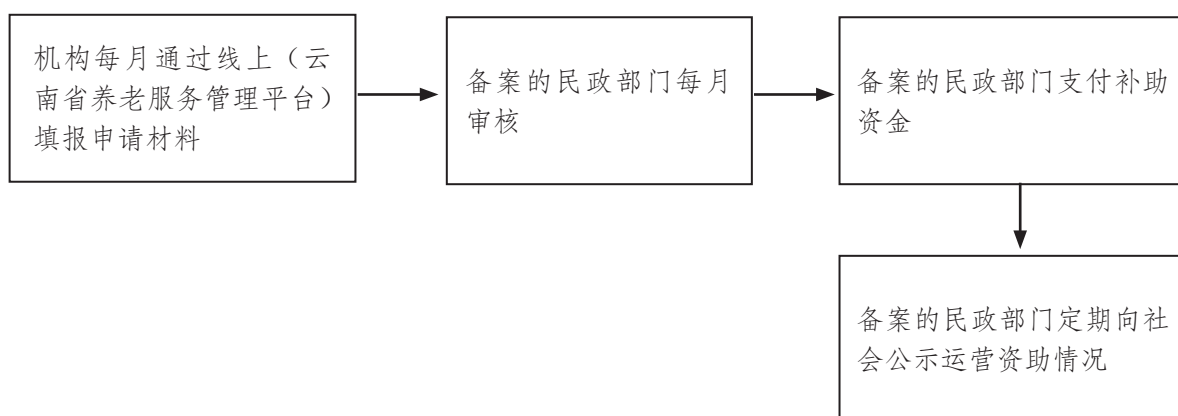 机构每月通过线上（云
南省养老服务管理平台）
填报申请材料
备案的民政部门每月
审核
备案的民政部门支付补助
资金
备案的民政部门定期向社
会公示运营资助情况